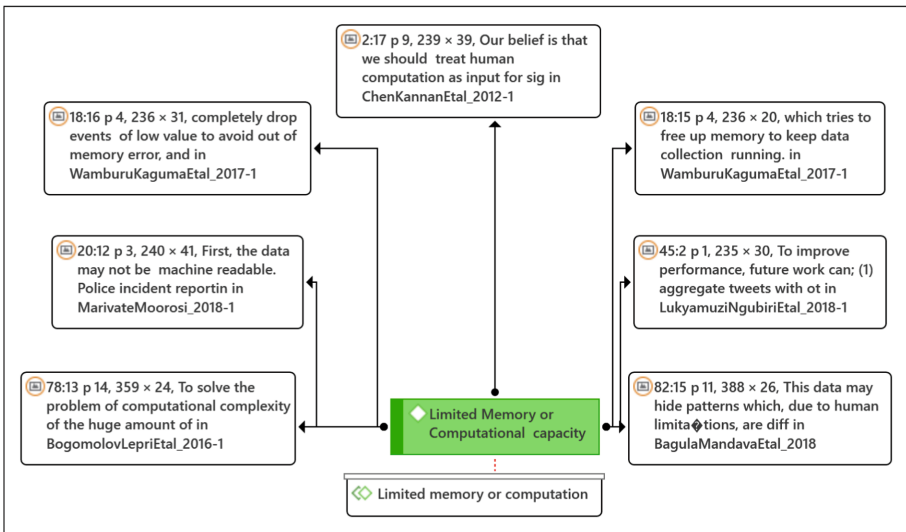 2:17 p 9, 239 × 39, Our belief is that
we should treat human
computation as input for sig in
ChenKannanEtal_2012-1
18:16 p 4, 236 × 31, completely drop
events of low value to avoid out of
memory error, and in
WamburuKagumaEtal_2017-1
18:15 p 4, 236 × 20, which tries to
free up memory to keep data
collection running. in
WamburuKagumaEtal_2017-1
20:12 p 3, 240 × 41, First, the data
may not be machine readable.
Police incident reportin in
MarivateMoorosi_2018-1
45:2 p 1, 235 × 30, To improve
performance, future work can; (1)
aggregate tweets with ot in
LukyamuziNgubiriEtal_2018-1
78:13 p 14, 359 × 24, To solve the
problem of computational complexity
of the huge amount of in
BogomolovLepriEtal_2016-1
Limited Memory or
Computational capacity
82:15 p 11, 388 × 26, This data may
hide patterns which, due to human
limita�tions, are diff in
BagulaMandavaEtal_2018
Limited memory or computation